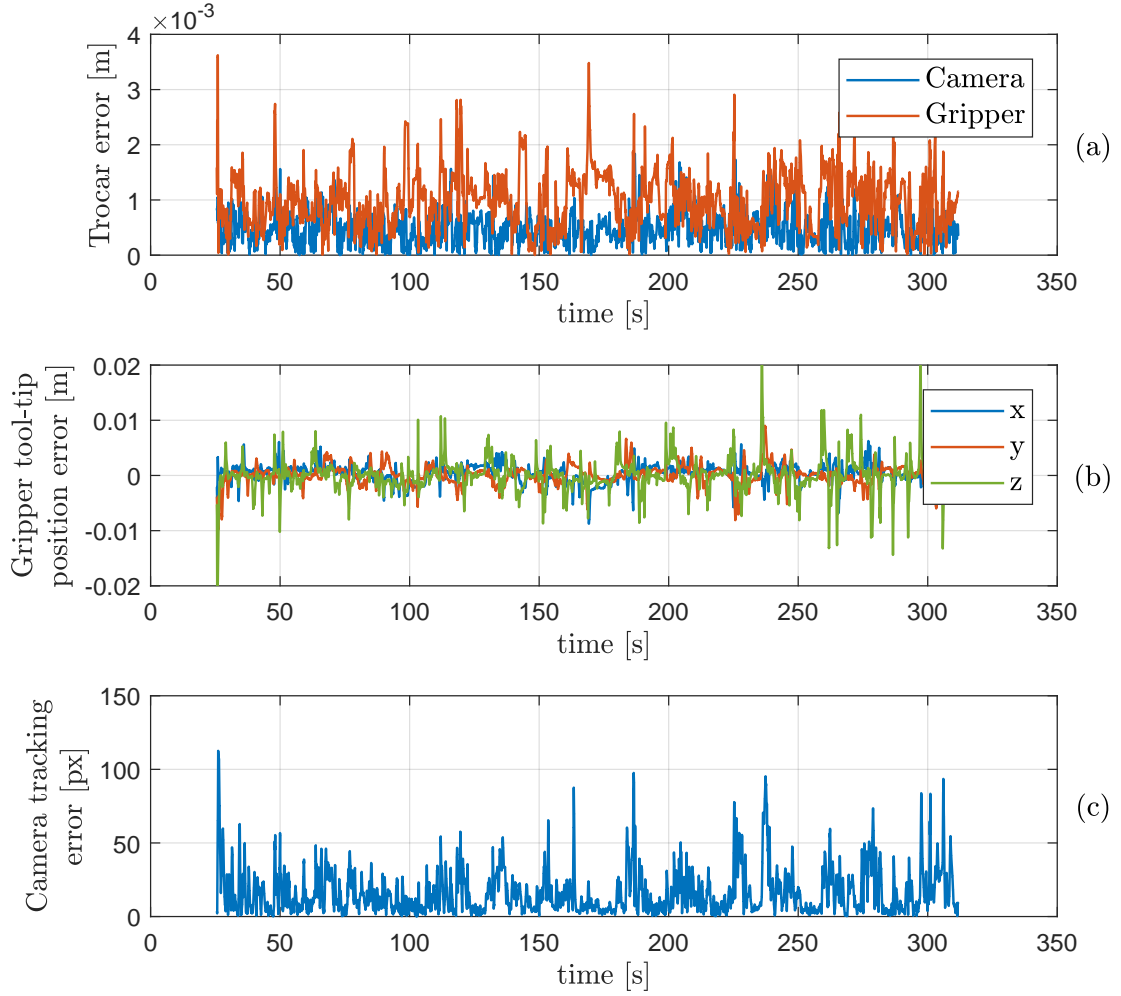 ×10⁻³
4
3
2
1
0
Trocar error [m]
Camera
Gripper
(a)
0 50 100 150 200 250 300 350
time [s]
0.02
0.01
0
-0.01
-0.02
Gripper tool-tip
position error [m]
x
y
z
(b)
0 50 100 150 200 250 300 350
time [s]
150
100
50
0
Camera tracking
error [px]
(c)
0 50 100 150 200 250 300 350
time [s]